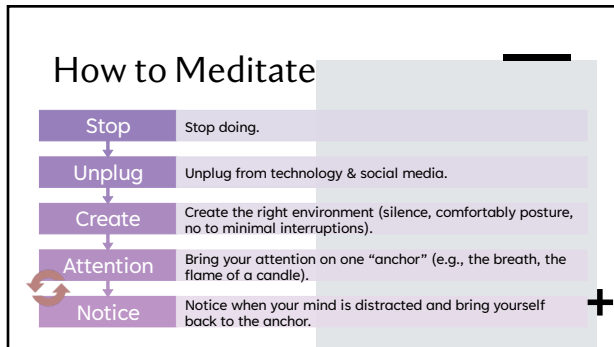 How to Meditate
Stop
Stop doing.
Unplug
Unplug from technology & social media.
Create
Create the right environment (silence, comfortably posture,
no to minimal interruptions).
Attention
Bring your attention on one “anchor” (e.g., the breath, the
flame of a candle).
Notice
Notice when your mind is distracted and bring yourself
back to the anchor.